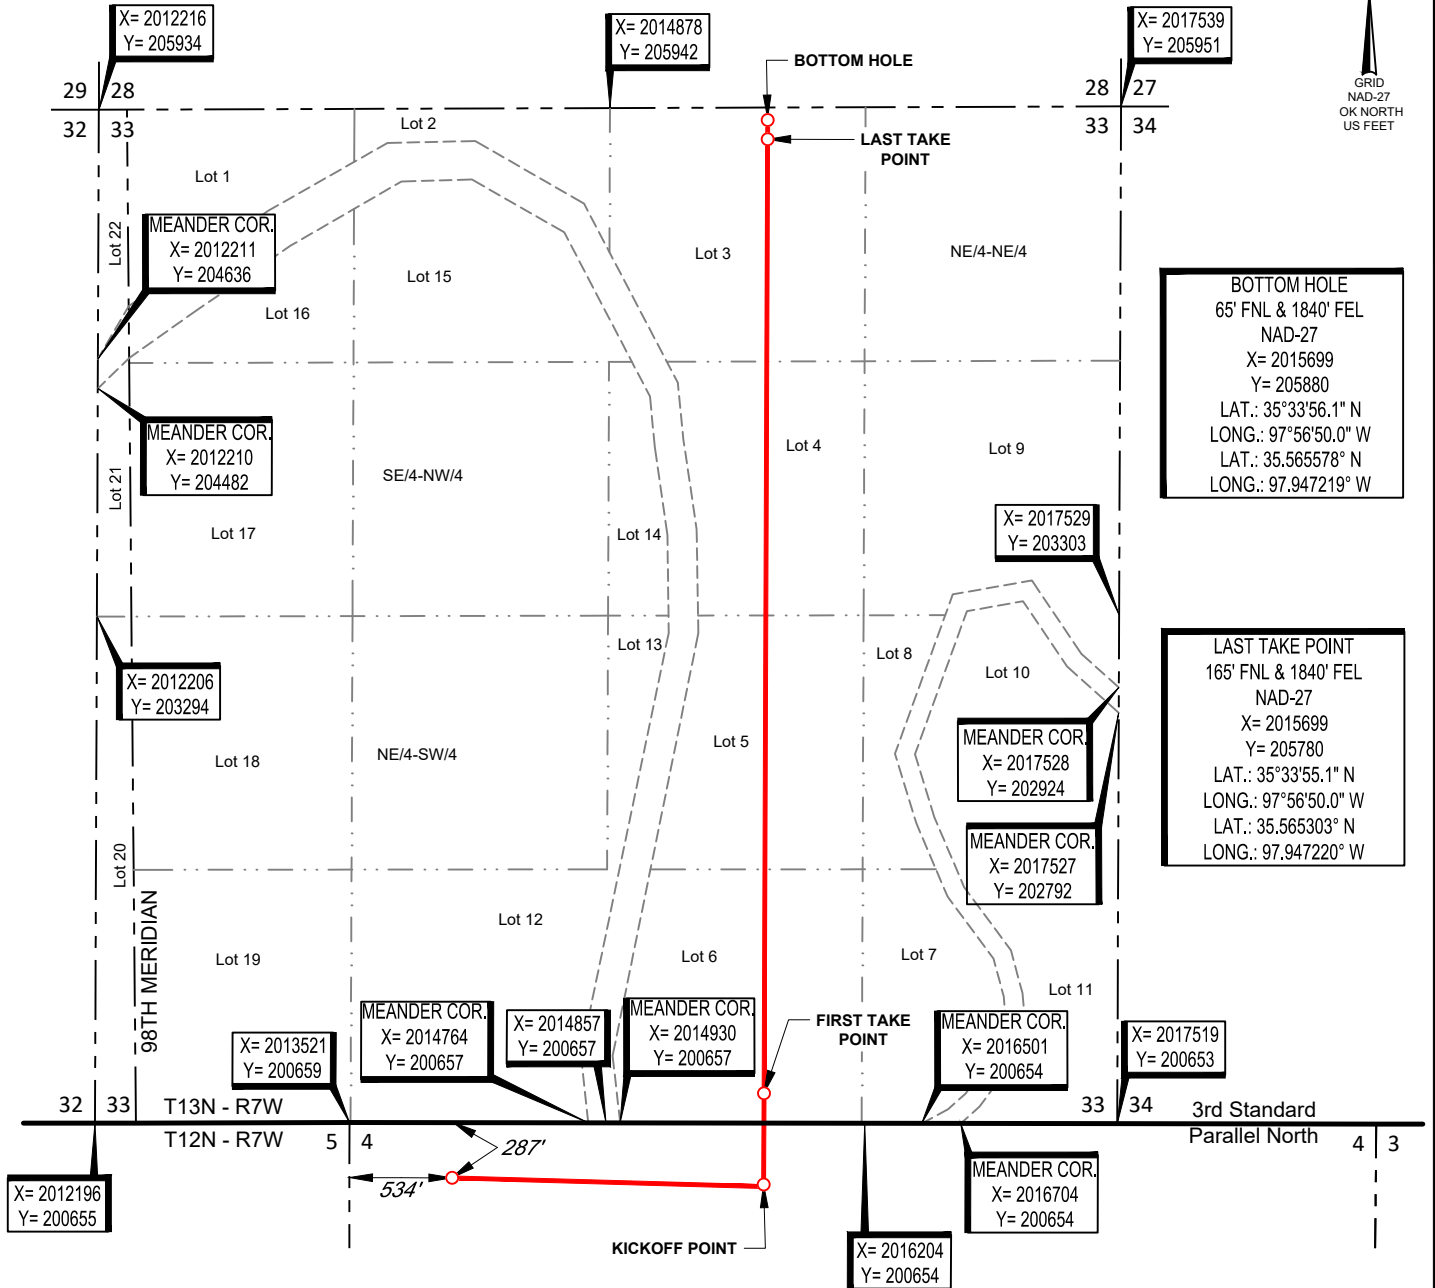 X= 2012216
Y= 205934
X= 2014878
Y= 205942
BOTTOM HOLE
X= 2017539
Y= 205951
GRID
NAD-27
OK NORTH
US FEET
29 28
32 33
28 27
33 34
Lot 2
LAST TAKE
POINT
Lot 1
Lot 22
MEANDER COR.
X= 2012211
Y= 204636
Lot 3
NE/4-NE/4
Lot 15
Lot 16
BOTTOM HOLE
65' FNL & 1840' FEL
NAD-27
X= 2015699
Y= 205880
LAT.: 35°33'56.1" N
LONG.: 97°56'50.0" W
LAT.: 35.565578° N
LONG.: 97.947219° W
MEANDER COR.
X= 2012210
Y= 204482
Lot 21
SE/4-NW/4
Lot 4
Lot 9
Lot 17
Lot 14
X= 2017529
Y= 203303
Lot 13
Lot 8
Lot 10
X= 2012206
Y= 203294
LAST TAKE POINT
165' FNL & 1840' FEL
NAD-27
X= 2015699
Y= 205780
LAT.: 35°33'55.1" N
LONG.: 97°56'50.0" W
LAT.: 35.565303° N
LONG.: 97.947220° W
Lot 18
NE/4-SW/4
Lot 5
MEANDER COR.
X= 2017528
Y= 202924
MEANDER COR.
X= 2017527
Y= 202792
Lot 20
98TH MERIDIAN
Lot 12
Lot 19
Lot 6
Lot 7
Lot 11
X= 2013521
Y= 200659
MEANDER COR.
X= 2014764
Y= 200657
X= 2014857
Y= 200657
MEANDER COR.
X= 2014930
Y= 200657
FIRST TAKE
POINT
MEANDER COR.
X= 2016501
Y= 200654
X= 2017519
Y= 200653
32 33
T13N - R7W
33 34
3rd Standard
T12N - R7W
5 4
Parallel North
4 3
287'
534'
X= 2012196
Y= 200655
MEANDER COR.
X= 2016704
Y= 200654
KICKOFF POINT
X= 2016204
Y= 200654